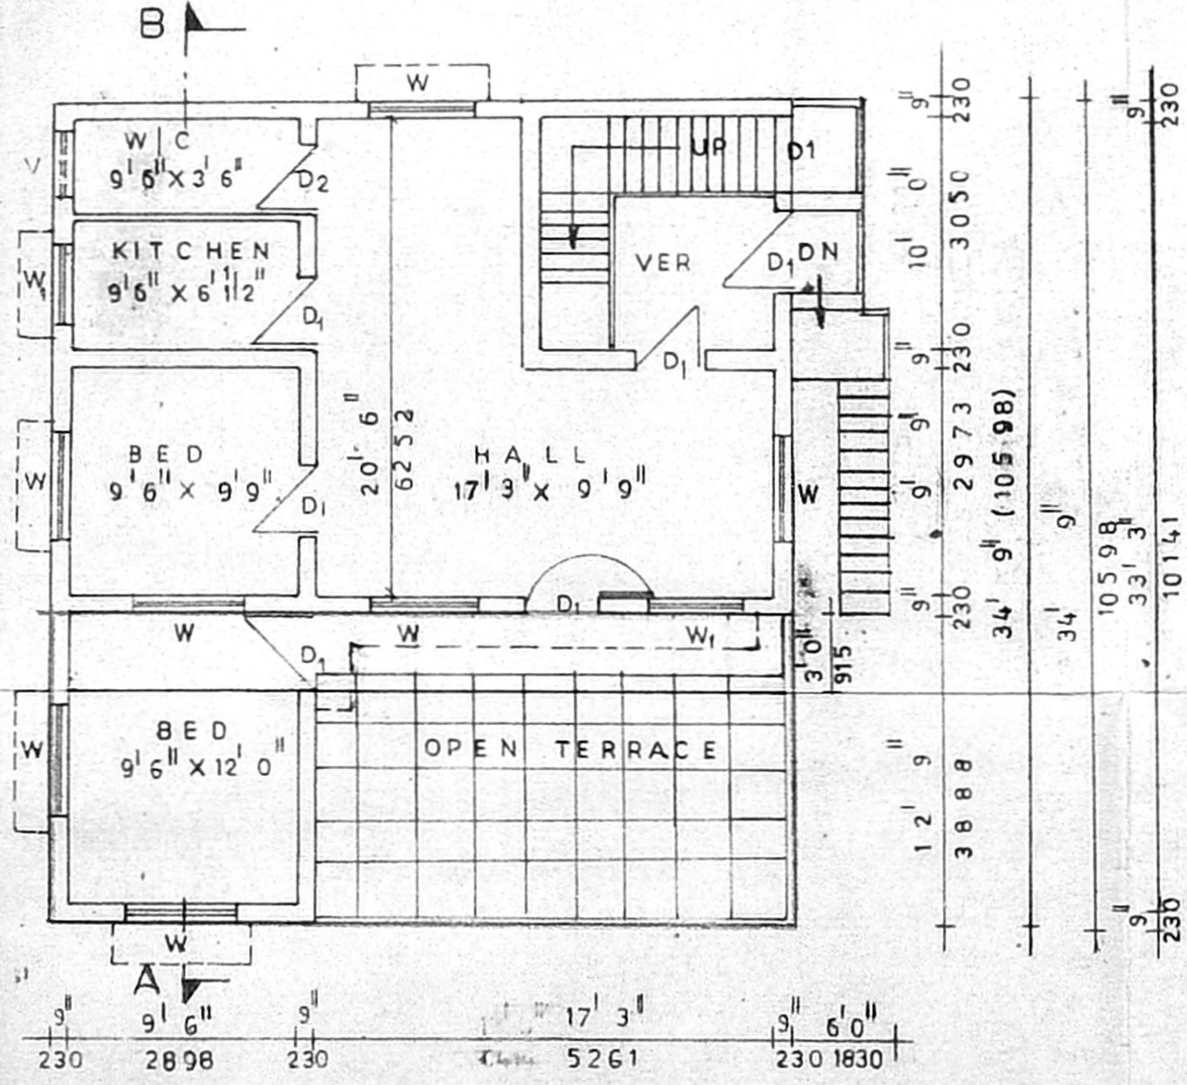 B
W
W C
9' 6" X 3' 6"
V
D2
UP
D1
KITCHEN
9' 6" X 6' 1 1/2"
W1
D1
VER
D1
DN
D1
BED
9' 6" X 9' 9"
W
D1
20' 6"
6252
HALL
17' 3" X 9' 9"
W
D1
W
W
W1
D1
3' 0"
915
BED
9' 6" X 12' 0"
W
OPEN TERRACE
W
A
9"
9' 6"
9"
17' 3"
9"
6' 0"
230
2898
230
5261
230
1830
9"
230
10' 0"
3050
9"
230
9' 9"
2973
9"
230
12' 9"
3888
34' 9" (10598)
34' 9"
10598
33' 3"
10141
9"
230
9"
230